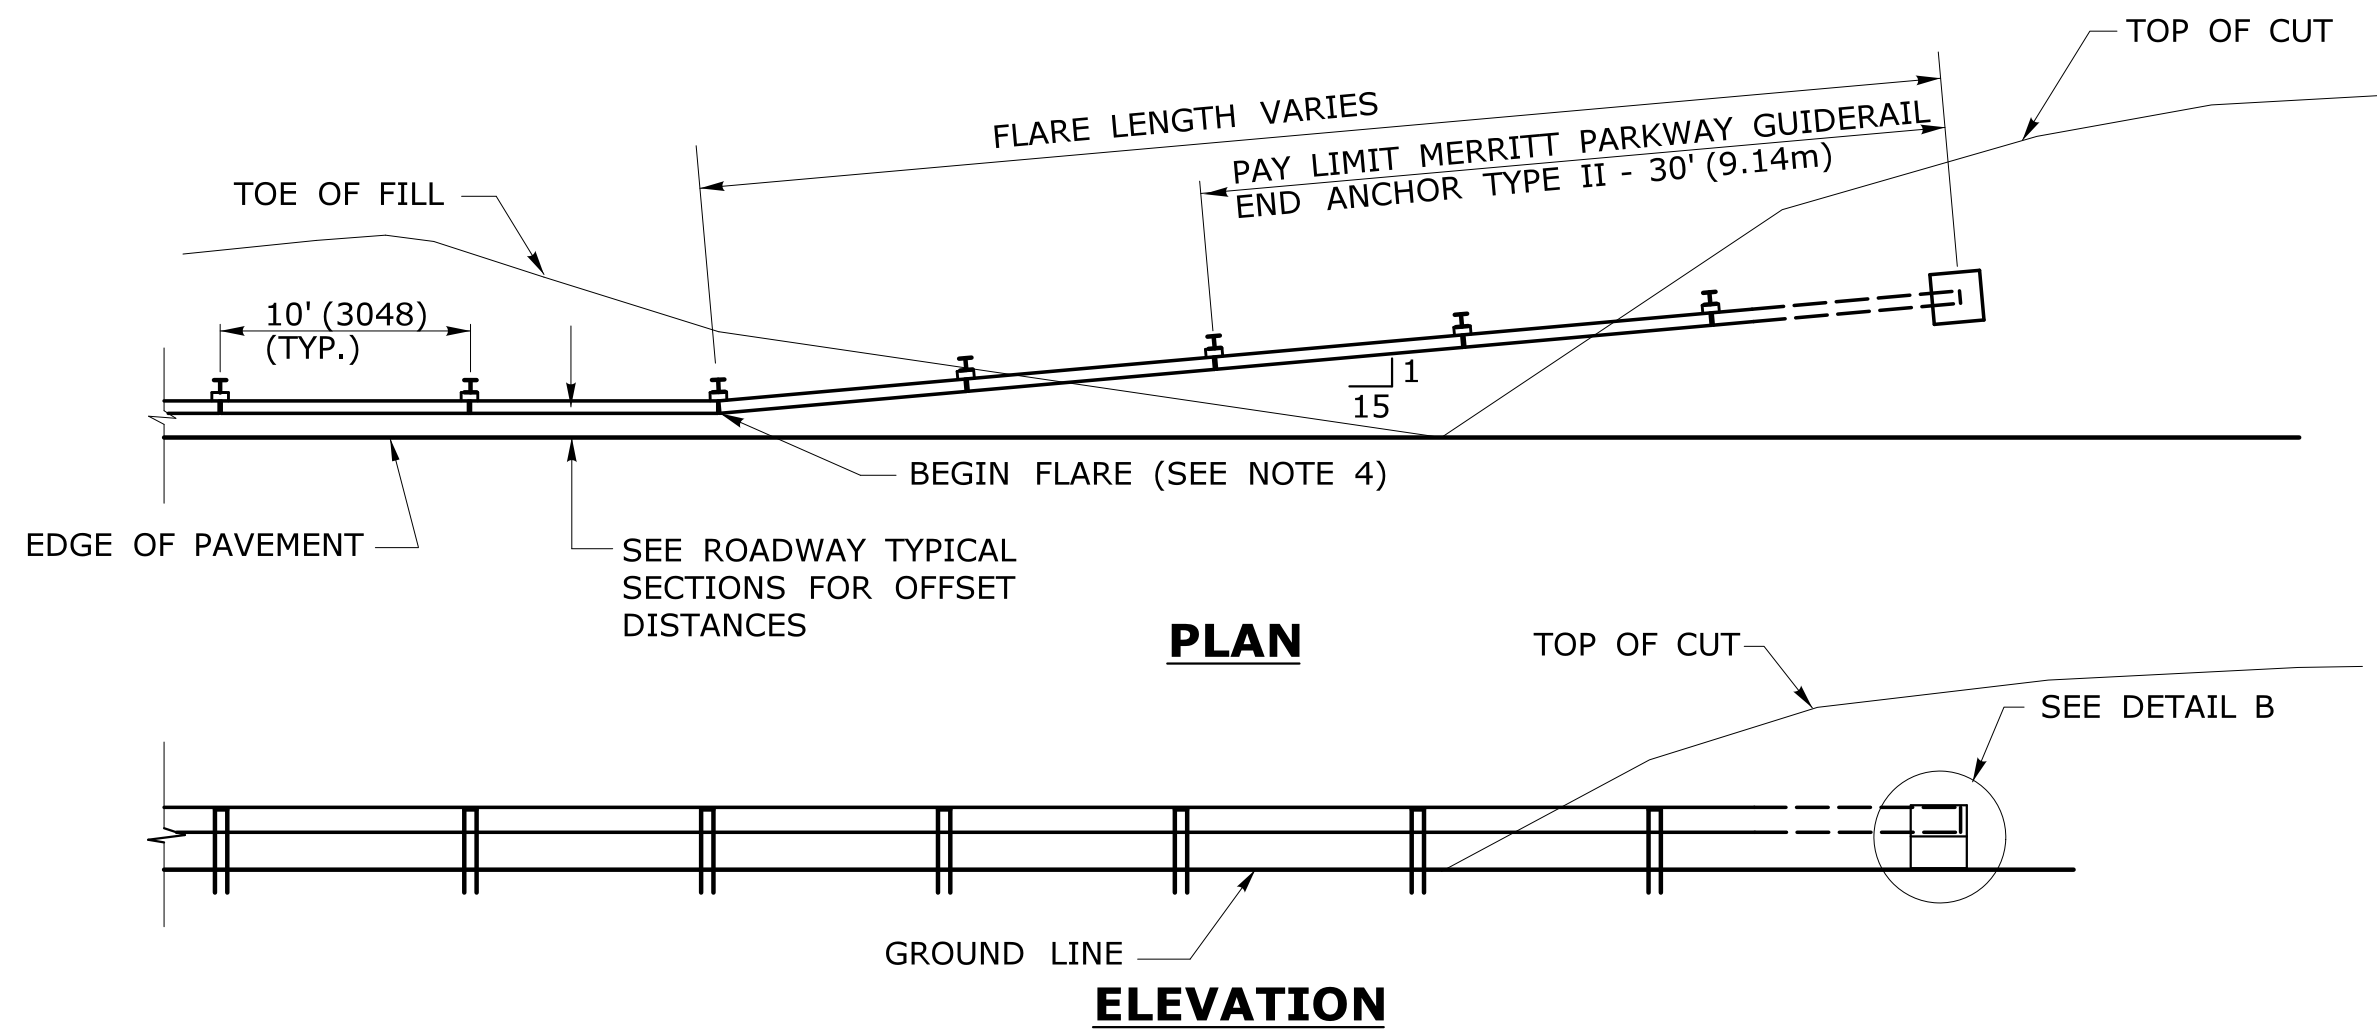 TOP OF CUT
FLARE LENGTH VARIES
PAY LIMIT MERRITT PARKWAY GUIDERAIL
END ANCHOR TYPE II - 30' (9.14m)
TOE OF FILL
10' (3048)
(TYP.)
1
15
BEGIN FLARE (SEE NOTE 4)
EDGE OF PAVEMENT
SEE ROADWAY TYPICAL
SECTIONS FOR OFFSET
DISTANCES
PLAN
TOP OF CUT
SEE DETAIL B
GROUND LINE
ELEVATION